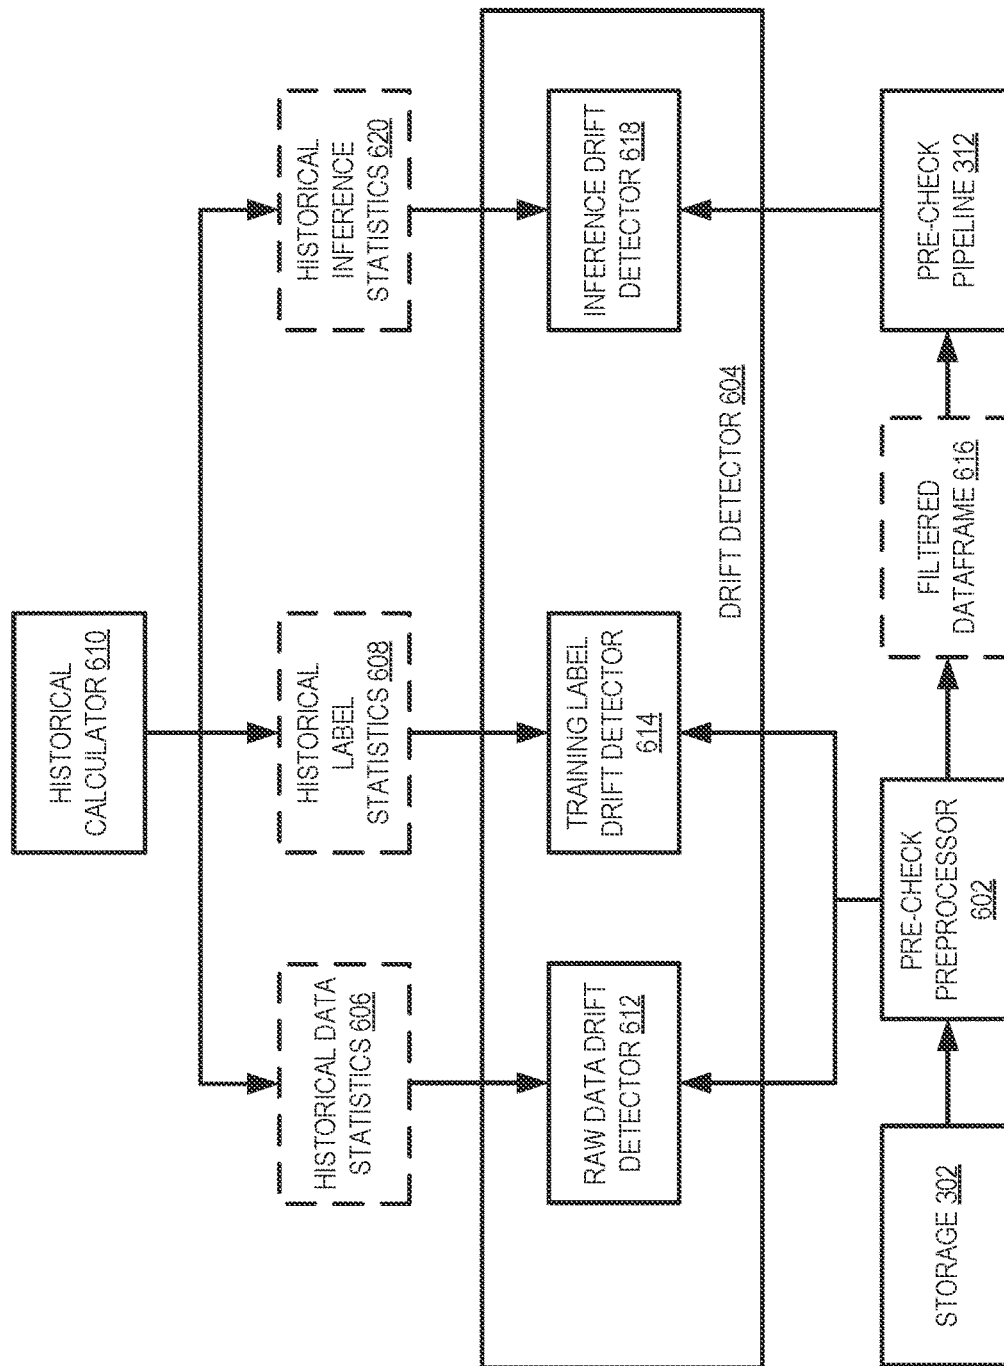 HISTORICAL
CALCULATOR 610
HISTORICAL DATA
STATISTICS 606
HISTORICAL
LABEL
STATISTICS 608
HISTORICAL
INFERENCE
STATISTICS 620
RAW DATA DRIFT
DETECTOR 612
TRAINING LABEL
DRIFT DETECTOR
614
INFERENCE DRIFT
DETECTOR 618
DRIFT DETECTOR 604
STORAGE 302
PRE-CHECK
PREPROCESSOR
602
FILTERED
DATAFRAME 616
PRE-CHECK
PIPELINE 312